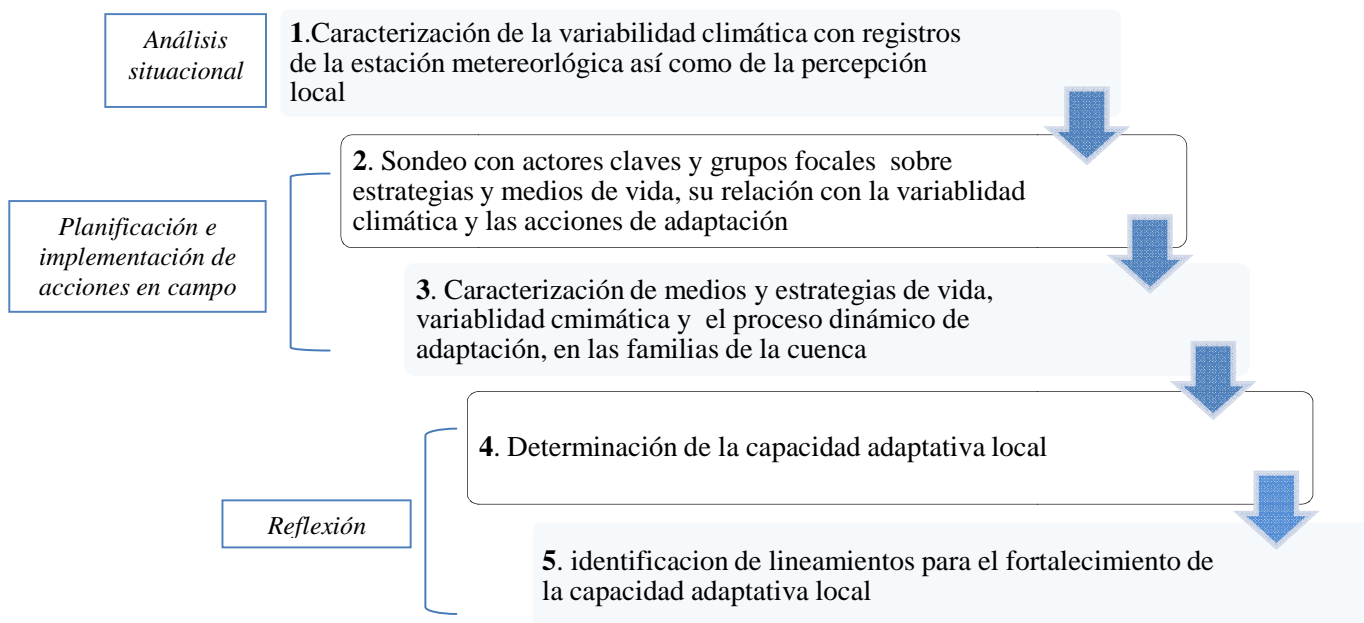 Análisis
situacional
1.Caracterización de la variabilidad climática con registros
de la estación metereorlógica así como de la percepción
local
2. Sondeo con actores claves y grupos focales sobre
estrategias y medios de vida, su relación con la variablidad
climática y las acciones de adaptación
Planificación e
implementación de
acciones en campo
3. Caracterización de medios y estrategias de vida,
variablidad cmimática y el proceso dinámico de
adaptación, en las familias de la cuenca
4. Determinación de la capacidad adaptativa local
Reflexión
5. identificacion de lineamientos para el fortalecimiento de
la capacidad adaptativa local